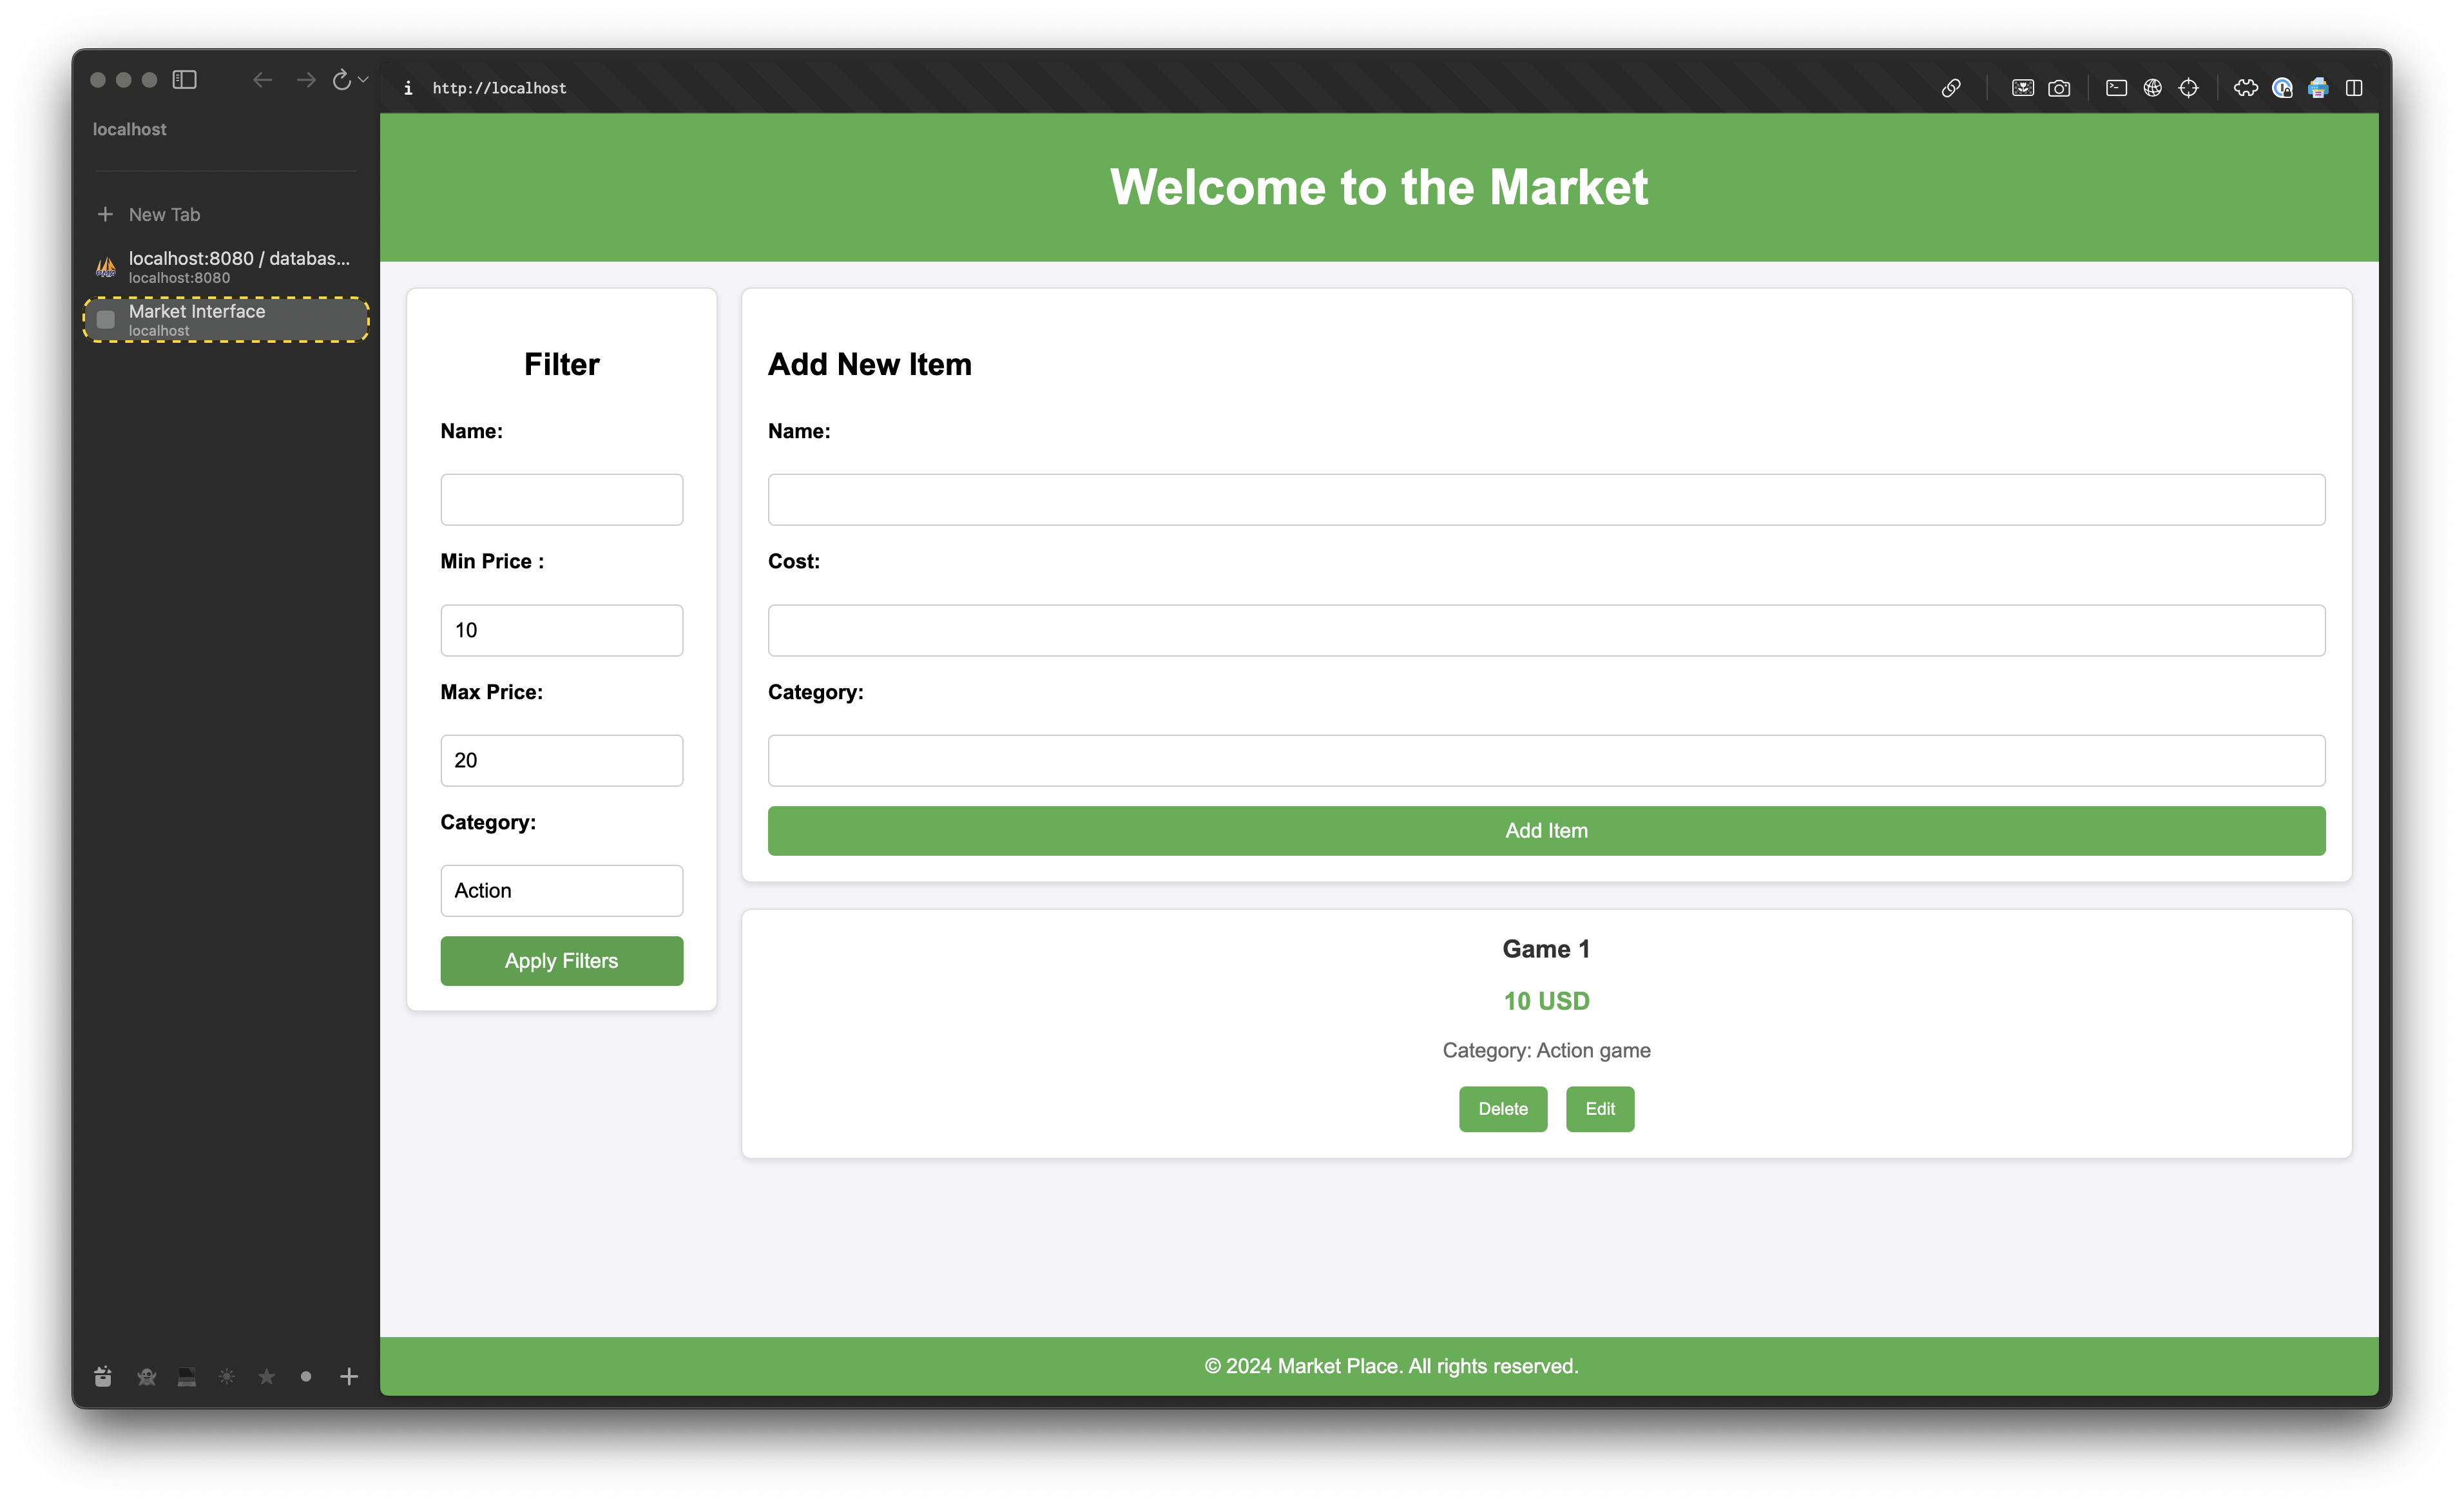 http://localhost
localhost
New Tab
localhost:8080 / databas...
localhost:8080
Market Interface
localhost
Welcome to the Market
Filter
Name:
Min Price :
10
Max Price:
20
Category:
Action
Apply Filters
Add New Item
Name:
Cost:
Category:
Add Item
Game 1
10 USD
Category: Action game
Delete Edit
© 2024 Market Place. All rights reserved.